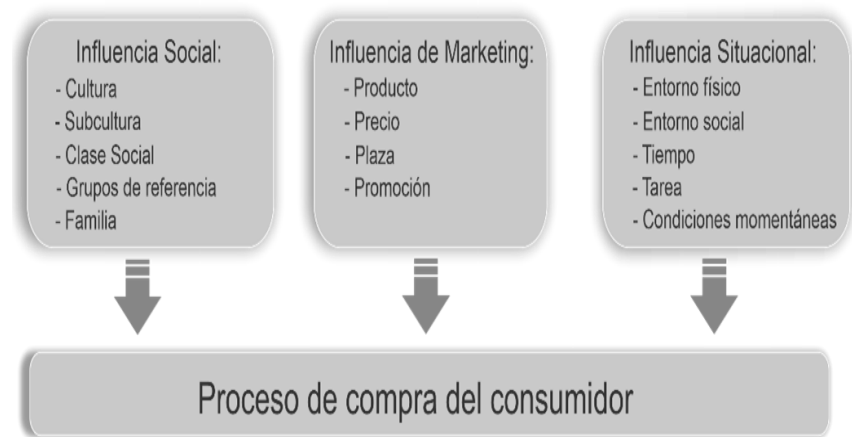 Influencia Social:
- Cultura
- Subcultura
- Clase Social
- Grupos de referencia
- Familia
Influencia de Marketing:
- Producto
- Precio
- Plaza
- Promoción
Influencia Situacional:
- Entorno físico
- Entorno social
- Tiempo
- Tarea
- Condiciones momentáneas
Proceso de compra del consumidor